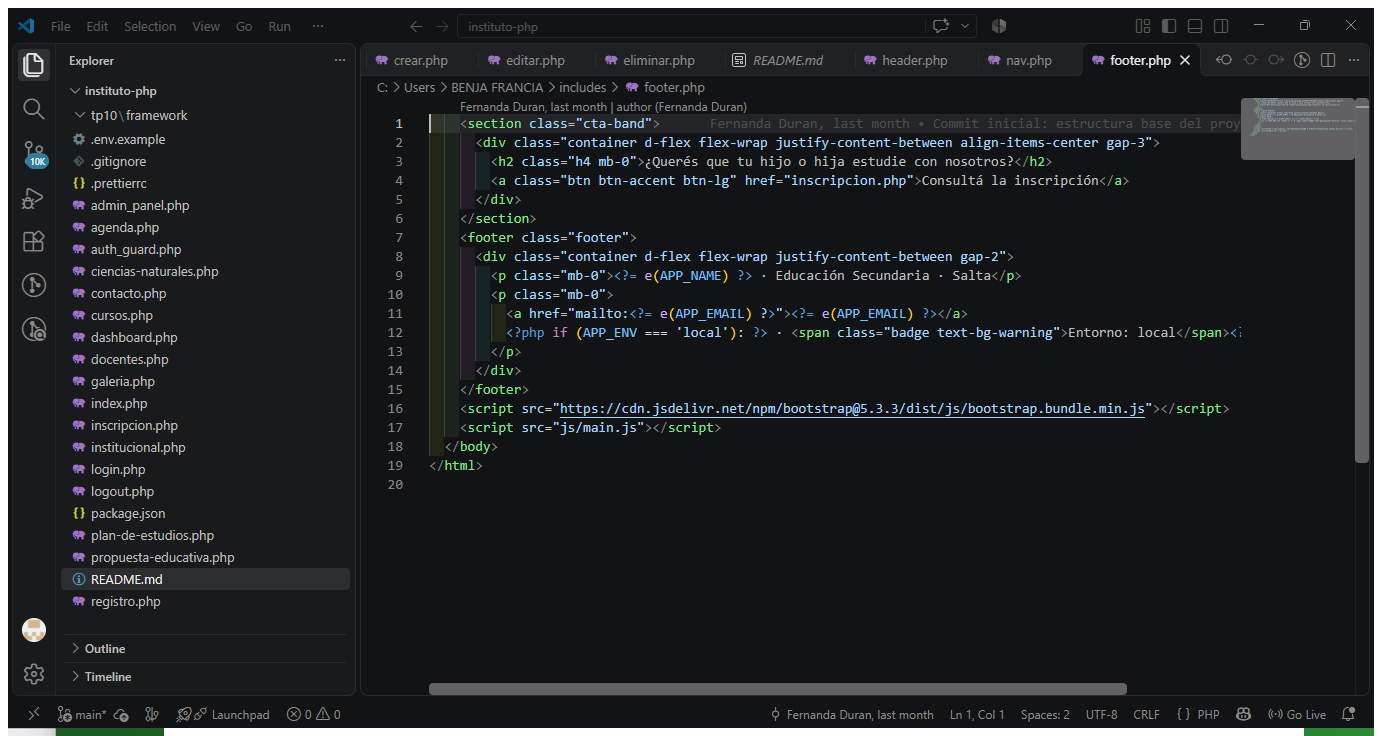 File Edit Selection View Go Run ··· instituto-php
Explorer ···
instituto-php
tp10 \ framework
.env.example
.gitignore
.prettierrc
admin_panel.php
agenda.php
auth_guard.php
ciencias-naturales.php
contacto.php
cursos.php
dashboard.php
docentes.php
galeria.php
index.php
inscripcion.php
institucional.php
login.php
logout.php
package.json
plan-de-estudios.php
propuesta-educativa.php
README.md
registro.php
Outline
Timeline
10K
crear.php editar.php eliminar.php README.md header.php nav.php footer.php
C: > Users > BENJA FRANCIA > includes > footer.php
Fernanda Duran, last month | author (Fernanda Duran)
1 <section class="cta-band"> Fernanda Duran, last month • Commit inicial: estructura base del proy
2 <div class="container d-flex flex-wrap justify-content-between align-items-center gap-3">
3 <h2 class="h4 mb-0">¿Querés que tu hijo o hija estudie con nosotros?</h2>
4 <a class="btn btn-accent btn-lg" href="inscripcion.php">Consultá la inscripción</a>
5 </div>
6 </section>
7 <footer class="footer">
8 <div class="container d-flex flex-wrap justify-content-between gap-2">
9 <p class="mb-0"><?= e(APP_NAME) ?> · Educación Secundaria · Salta</p>
10 <p class="mb-0">
11 <a href="mailto:<?= e(APP_EMAIL) ?>"><?= e(APP_EMAIL) ?></a>
12 <?php if (APP_ENV === 'local'): ?> · <span class="badge text-bg-warning">Entorno: local</span><?
13 </p>
14 </div>
15 </footer>
16 <script src="https://cdn.jsdelivr.net/npm/bootstrap@5.3.3/dist/js/bootstrap.bundle.min.js"></script>
17 <script src="js/main.js"></script>
18 </body>
19 </html>
20
main* Launchpad 0 0 Fernanda Duran, last month Ln 1, Col 1 Spaces: 2 UTF-8 CRLF { } PHP Go Live